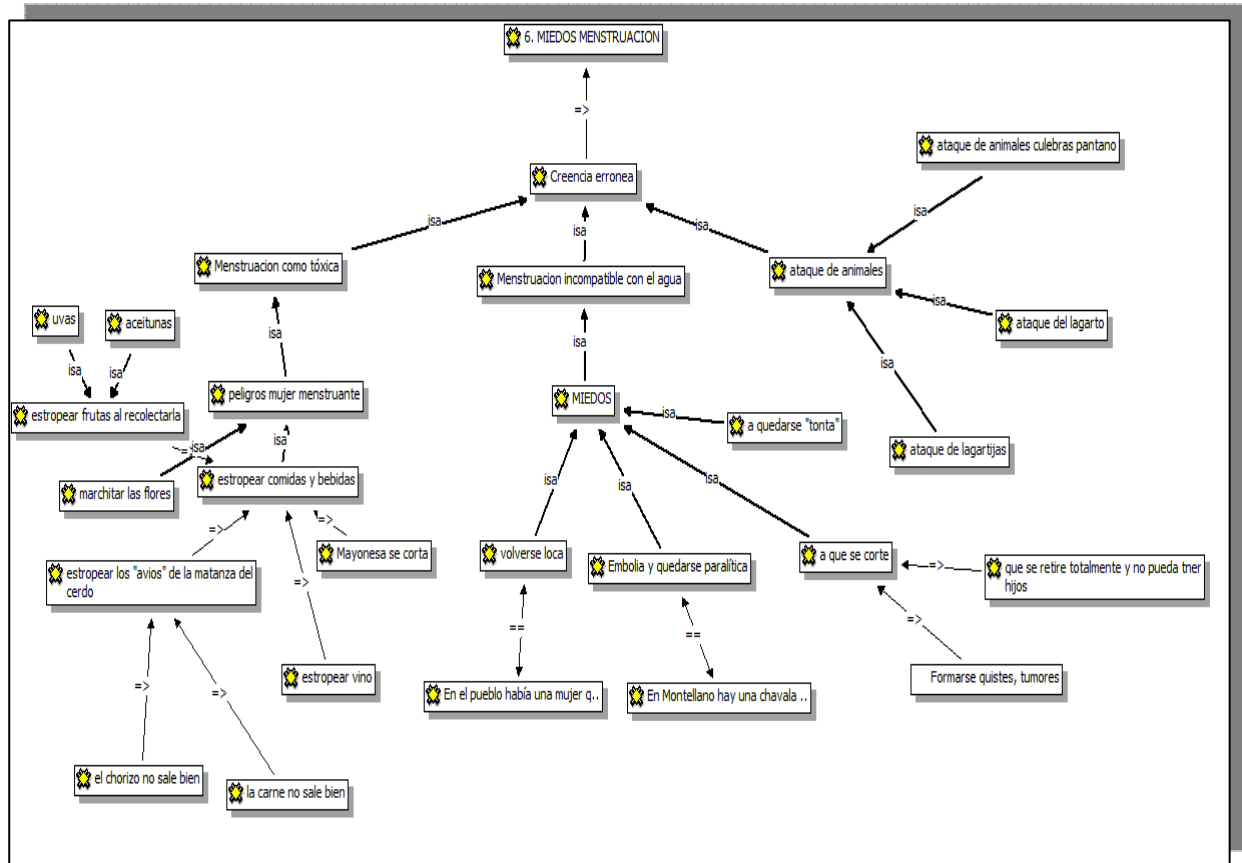 6. MIEDOS MENSTRUACION
=>
ataque de animales culebras pantano
Creencia erronea
isa
isa
isa
isa
Menstruacion como tóxica
Menstruacion incompatible con el agua
ataque de animales
uvas
aceitunas
isa
ataque del lagarto
isa
isa
isa
isa
isa
peligros mujer menstruante
MIEDOS
estropear frutas al recolectarla
isa
a quedarse "tonta"
isa
isa
=>
ataque de lagartijas
marchitar las flores
estropear comidas y bebidas
isa
isa
isa
=>
=>
Mayonesa se corta
volverse loca
Embolia y quedarse paralítica
a que se corte
=>
que se retire totalmente y no pueda tner
hijos
estropear los "avios" de la matanza del
cerdo
=>
==
==
=>
estropear vino
Formarse quistes, tumores
=>
=>
En el pueblo había una mujer q..
En Montellano hay una chavala ..
el chorizo no sale bien
la carne no sale bien